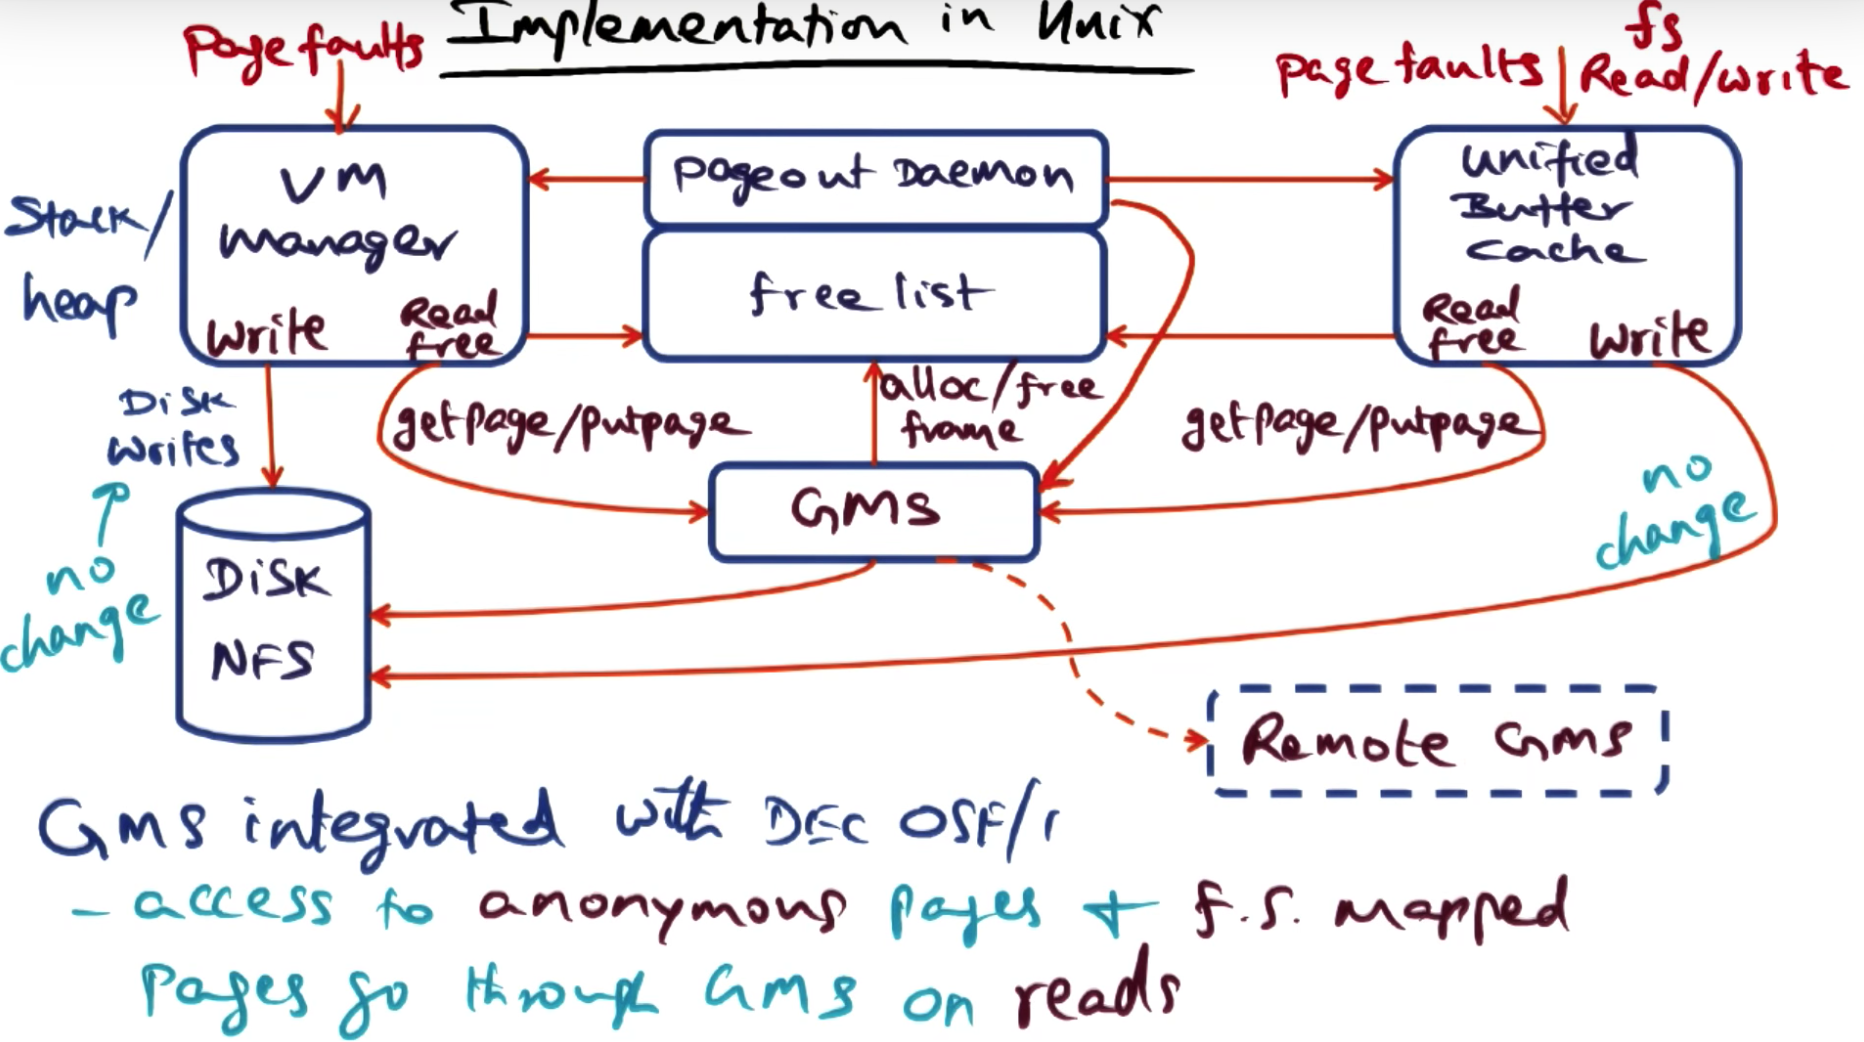 Implementation in Unix
Page faults
fs
page faults
Read/write
VM
manager
Stack/
heap
Write
Read
free
Pageout Daemon
free list
Unified
Buffer
Cache
Read
free
Write
Disk
writes
getpage/putpage
alloc/free
frame
getpage/putpage
no
change
GMS
no
change
DISK
NFS
Remote GMS
GMS integrated with DEC OSF/1
- access to anonymous pages + f.s. mapped
pages go through GMS on reads